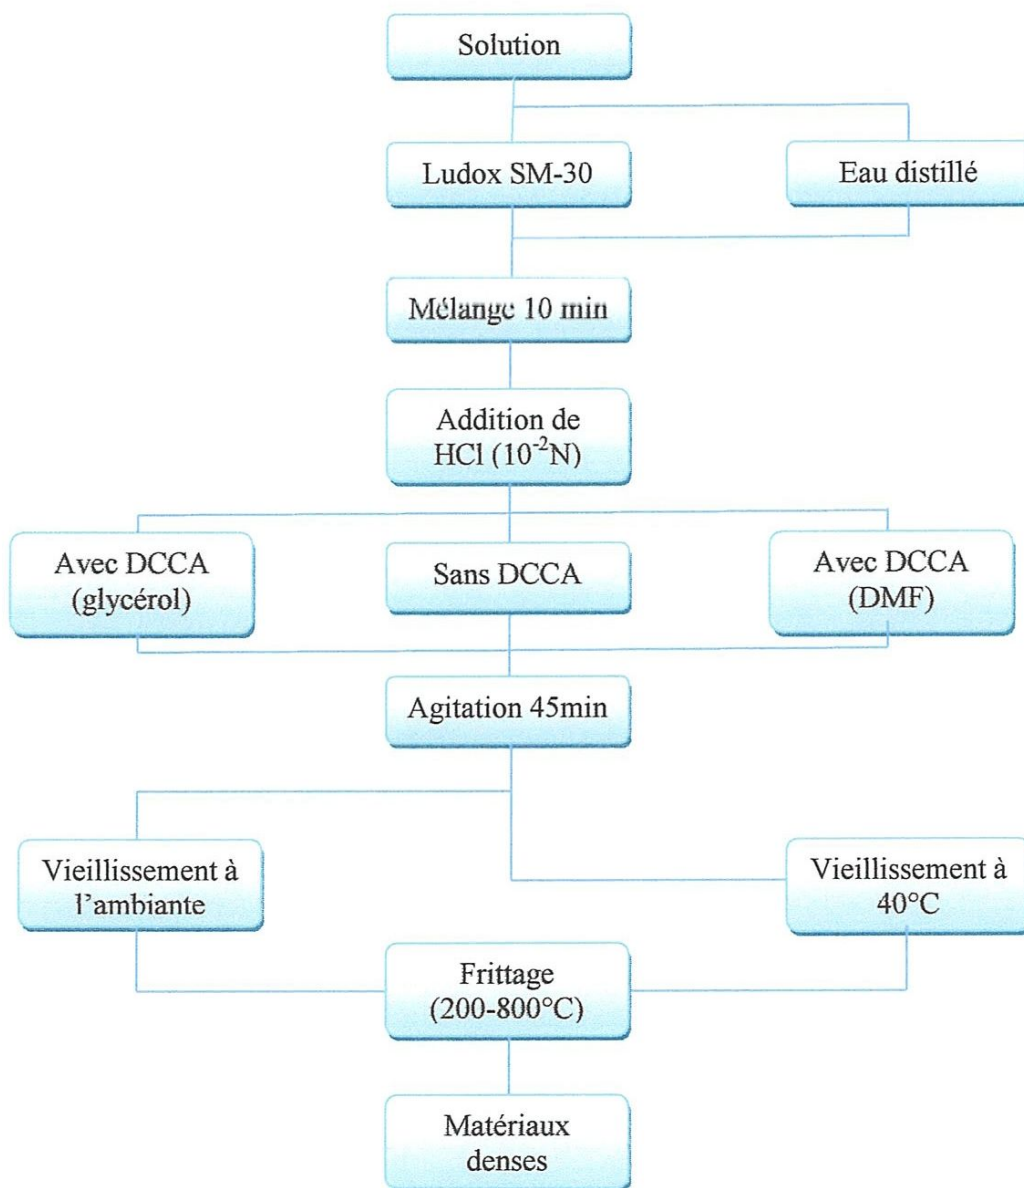 Solution
Ludox SM-30
Eau distillé
Mélange 10 min
Addition de
HCl (10⁻²N)
Avec DCCA
(glycérol)
Sans DCCA
Avec DCCA
(DMF)
Agitation 45min
Vieillissement à
l’ambiante
Vieillissement à
40°C
Frittage
(200-800°C)
Matériaux
denses